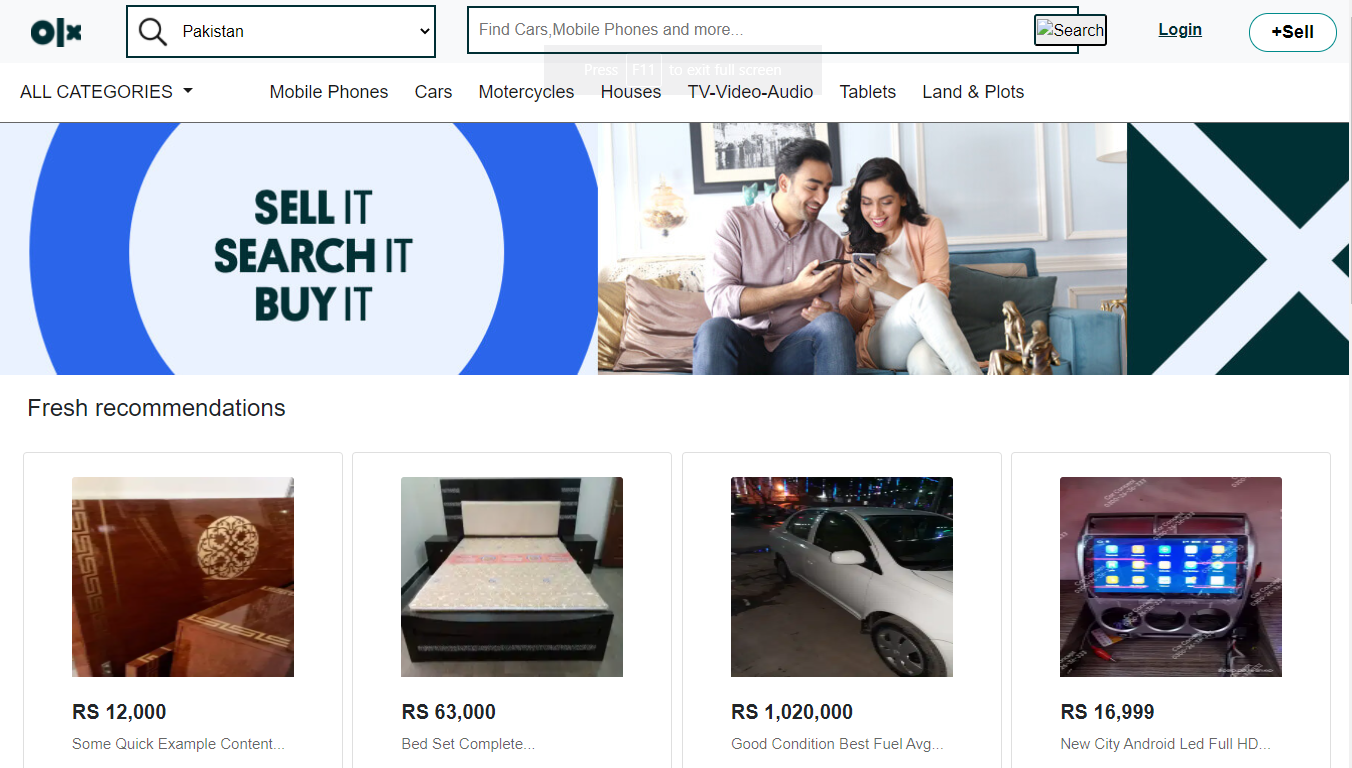 olx
Pakistan
Find Cars,Mobile Phones and more...
Search
Login
+Sell
Press F11 to exit full screen
ALL CATEGORIES
Mobile Phones
Cars
Motercycles
Houses
TV-Video-Audio
Tablets
Land & Plots
SELL IT
SEARCH IT
BUY IT
Fresh recommendations
RS 12,000
Some Quick Example Content...
RS 63,000
Bed Set Complete...
RS 1,020,000
Good Condition Best Fuel Avg...
RS 16,999
New City Android Led Full HD...